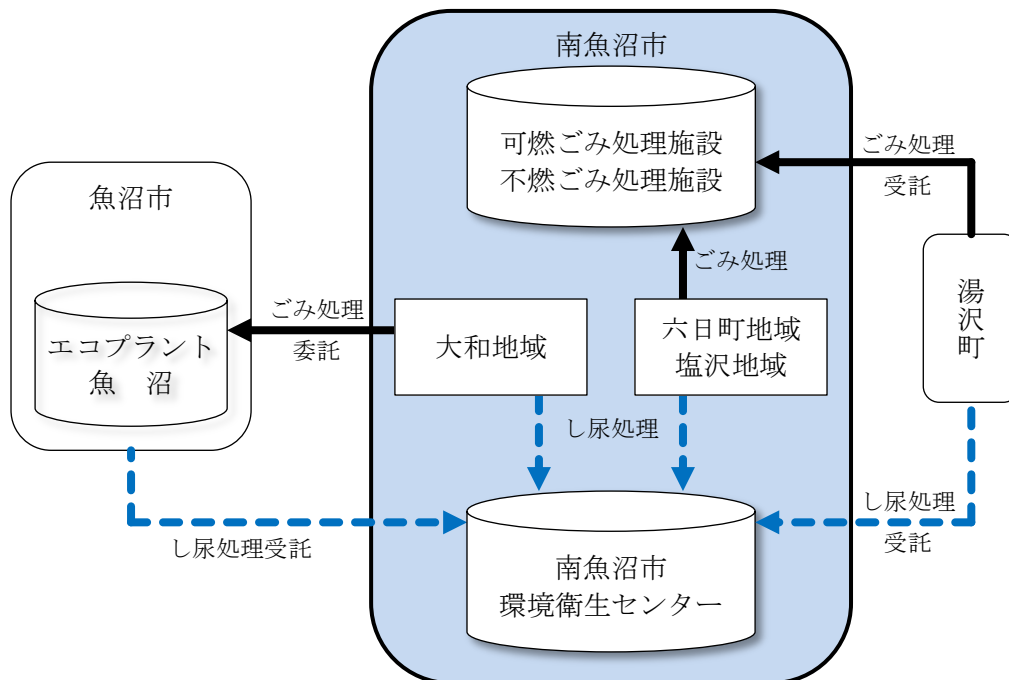 南魚沼市
可燃ごみ処理施設
不燃ごみ処理施設
ごみ処理
受託
魚沼市
ごみ処理
湯沢町
エコプラント
魚　沼
ごみ処理
委託
大和地域
六日町地域
塩沢地域
し尿処理
し尿処理
受託
し尿処理受託
南魚沼市
環境衛生センター